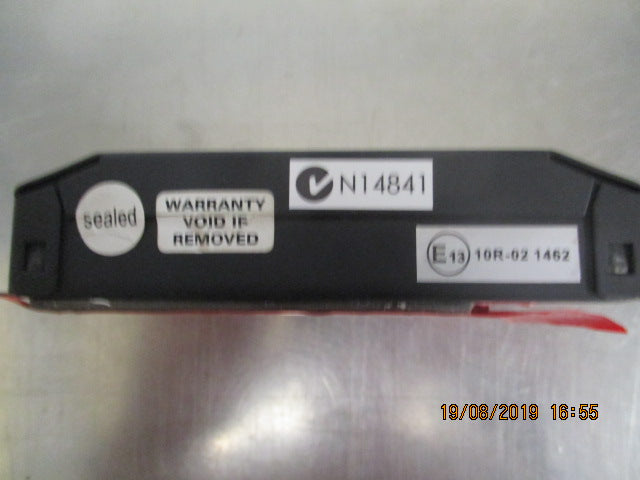 sealed
WARRANTY
VOID IF
REMOVED
N14841
E13 10R-02 1462
19/08/2019 16:55